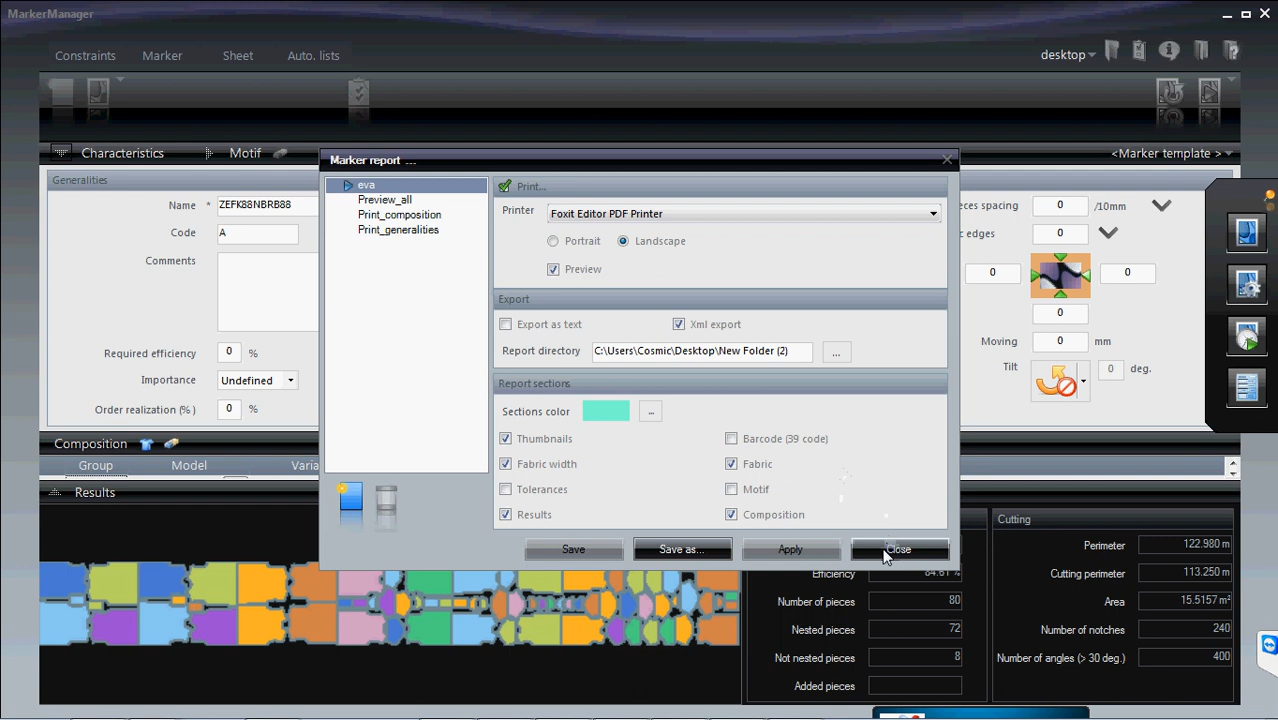 MarkerManager
Constraints Marker Sheet Auto. lists
desktop
Characteristics Motif
<Marker template >
Generalities
Name * ZEFK88NBRB88
Code A
Comments
Required efficiency 0 %
Importance Undefined
Order realization (% ) 0 %
Marker report ---
eva
Preview_all
Print_composition
Print_generalities
Print...
Printer Foxit Editor PDF Printer
Portrait Landscape
Preview
Export
Export as text Xml export
Report directory C:\Users\Cosmic\Desktop\New Folder (2) ...
Report sections
Sections color ...
Thumbnails Barcode (39 code)
Fabric width Fabric
Tolerances Motif
Results Composition
Save Save as... Apply Close
eces spacing 0 /10mm
c edges 0
0 0
0
Moving 0 mm
Tilt 0 deg.
Composition
Group Model Varia
Results
Efficiency 84.61 %
Number of pieces 80
Nested pieces 72
Not nested pieces 8
Added pieces
Cutting
Perimeter 122.980 m
Cutting perimeter 113.250 m
Area 15.5157 m²
Number of notches 240
Number of angles (> 30 deg.) 400